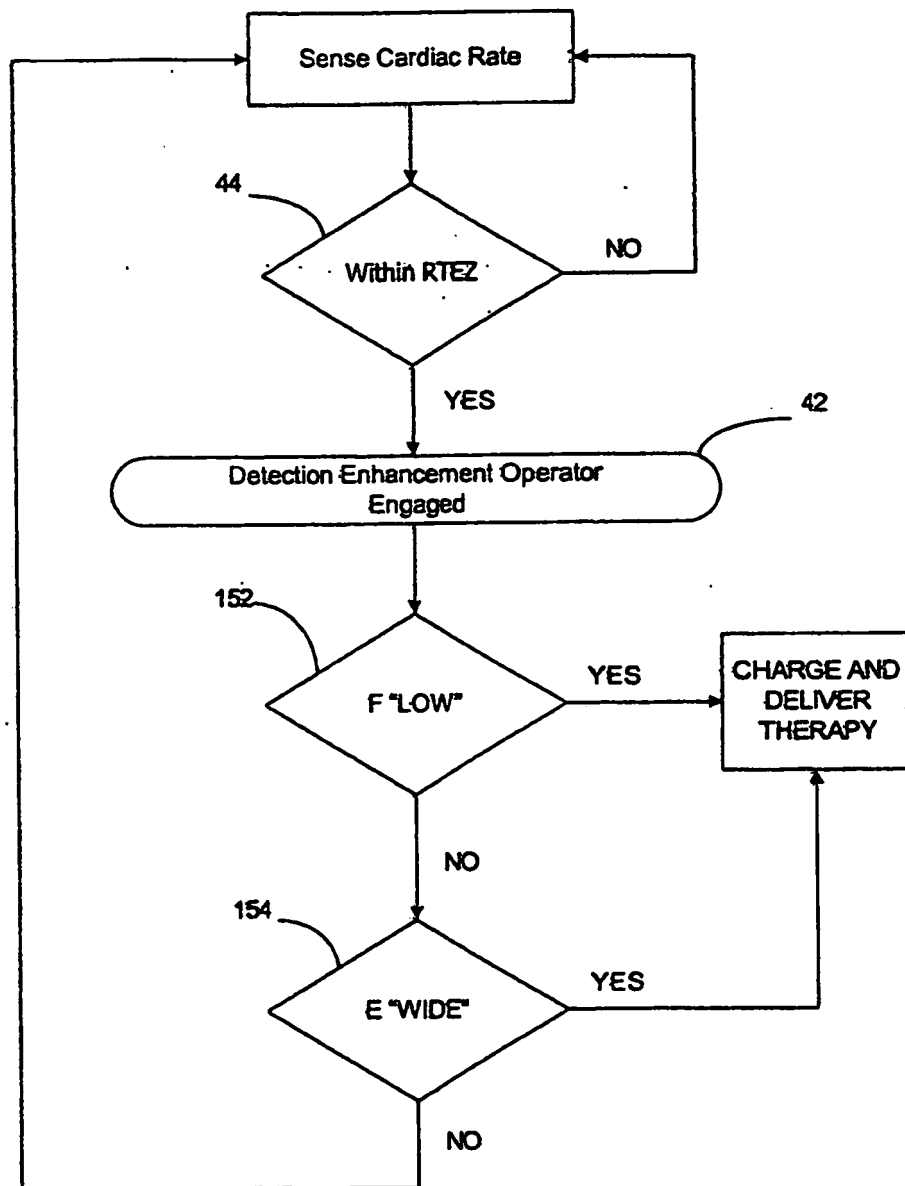 Sense Cardiac Rate
44
Within RTEZ
NO
YES
42
Detection Enhancement Operator
Engaged
152
F "LOW"
YES
CHARGE AND
DELIVER
THERAPY
NO
154
E "WIDE"
YES
NO